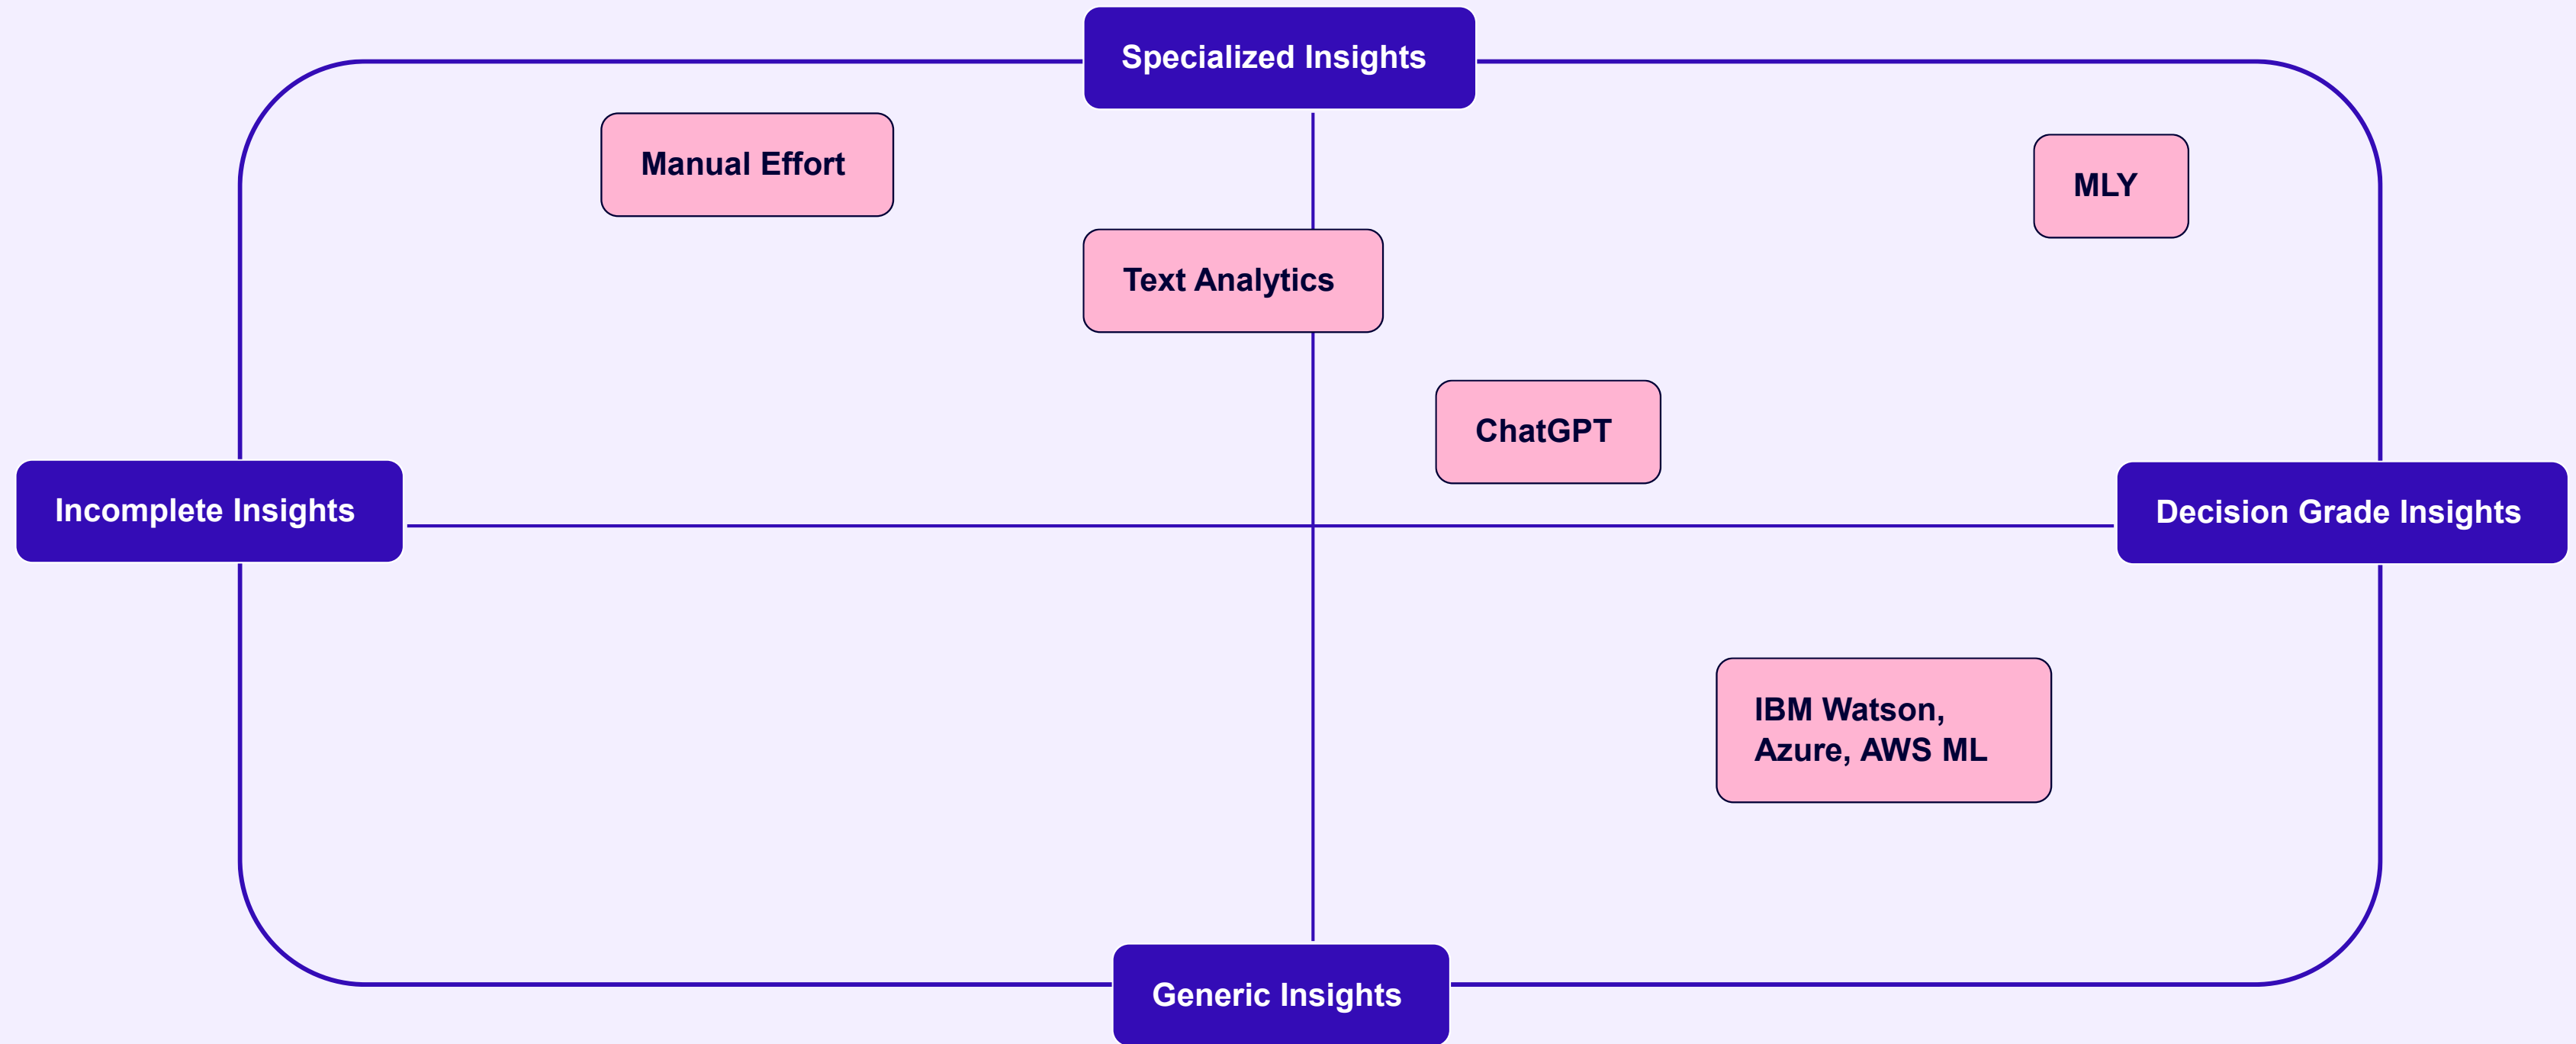 Specialized Insights
Manual Effort
MLY
Text Analytics
ChatGPT
Incomplete Insights
Decision Grade Insights
IBM Watson,
Azure, AWS ML
Generic Insights